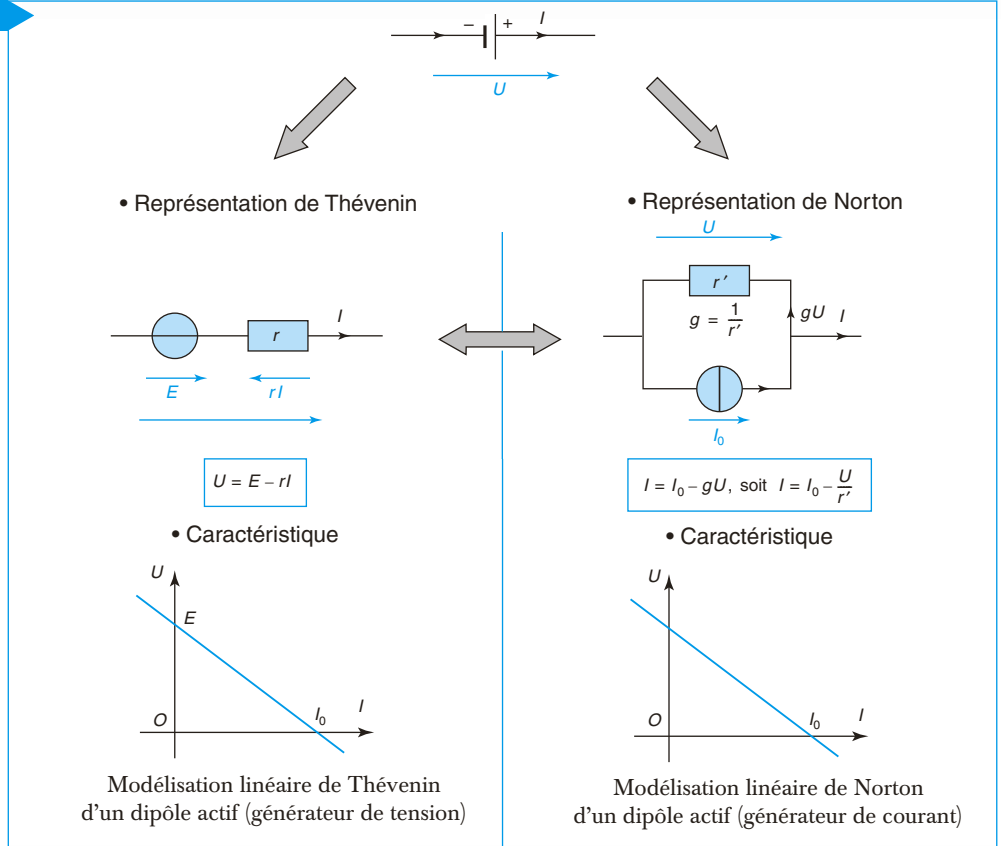 – + I
U
• Représentation de Thévenin
I
r
E rI
U = E – rI
• Caractéristique
U
E
O I₀ I
Modélisation linéaire de Thévenin
d'un dipôle actif (générateur de tension)
• Représentation de Norton
U
r′
g = 1/r′ gU I
I₀
I = I₀ – gU, soit I = I₀ – U/r′
• Caractéristique
U
O I₀ I
Modélisation linéaire de Norton
d'un dipôle actif (générateur de courant)